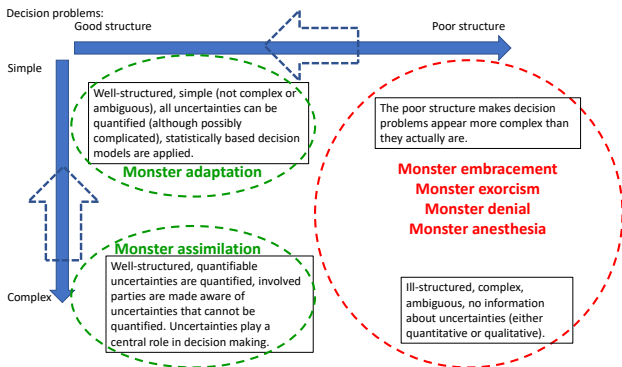 Decision problems:
Good structure
Poor structure
Simple
Well-structured, simple (not complex or
ambiguous), all uncertainties can be
quantified (although possibly
complicated), statistically based decision
models are applied.
Monster adaptation
The poor structure makes decision
problems appear more complex than
they actually are.
Monster embracement
Monster exorcism
Monster denial
Monster anesthesia
Monster assimilation
Well-structured, quantifiable
uncertainties are quantified, involved
parties are made aware of
uncertainties that cannot be
quantified. Uncertainties play a
central role in decision making.
Complex
Ill-structured, complex,
ambiguous, no information
about uncertainties (either
quantitative or qualitative).